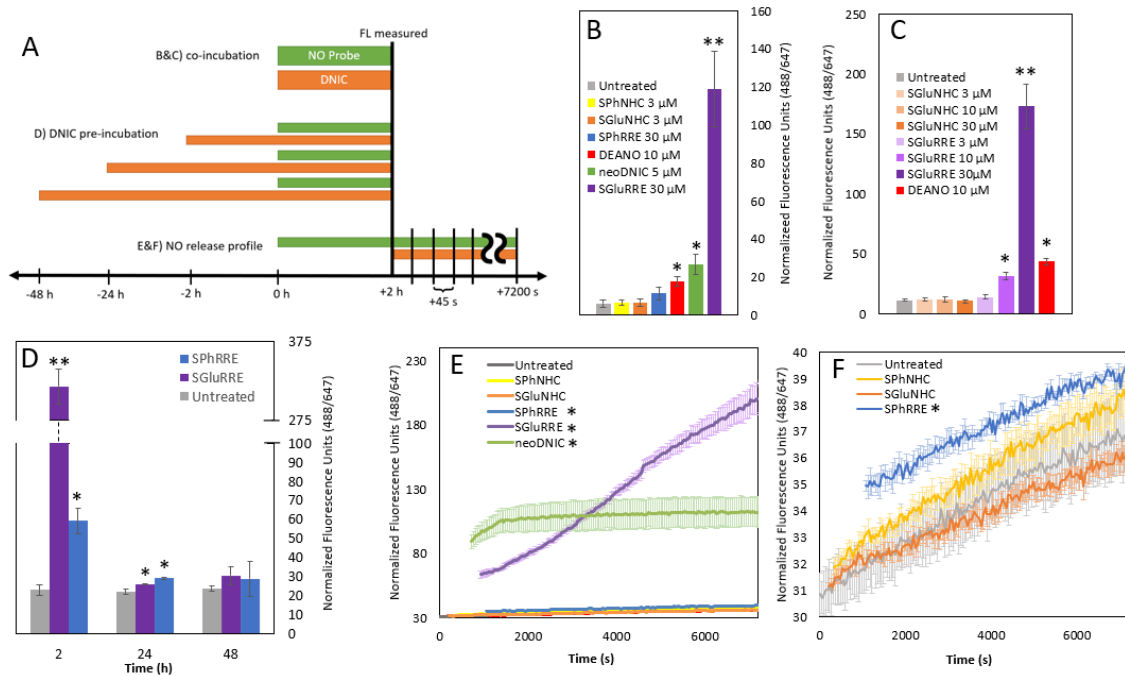 A
FL measured
B&C) co-incubation
NO Probe
DNIC
D) DNIC pre-incubation
E&F) NO release profile
-48 h
-24 h
-2 h
0 h
+2 h
+45 s
+7200 s
B
**
Untreated
SPhNHC 3 µM
SGluNHC 3 µM
SPhRRE 30 µM
DEANO 10 µM
neoDNIC 5 µM
SGluRRE 30 µM
*
*
160
140
120
100
80
60
40
20
0
Normalizeed Fluorescence Units (488/647)
C
250
200
150
100
50
0
Normalized Fluorescence Units (488/647)
Untreated
SGluNHC 3 µM
SGluNHC 10 µM
SGluNHC 30 µM
SGluRRE 3 µM
SGluRRE 10 µM
SGluRRE 30µM
DEANO 10 µM
**
*
*
D
SPhRRE
SGluRRE
Untreated
**
*
*
*
375
275
100
90
80
70
60
50
40
30
20
10
0
Normalized Fluorescence Units (488/647)
2
24
48
Time (h)
E
Untreated
SPhNHC
SGluNHC
SPhRRE *
SGluRRE *
neoDNIC *
230
180
130
80
30
Normalized Fluorescence Units (488/647)
0
2000
4000
6000
Time (s)
F
Untreated
SPhNHC
SGluNHC
SPhRRE *
40
39
38
37
36
35
34
33
32
31
30
Normalized Fluorescence Units (488/647)
0
2000
4000
6000
Time (s)